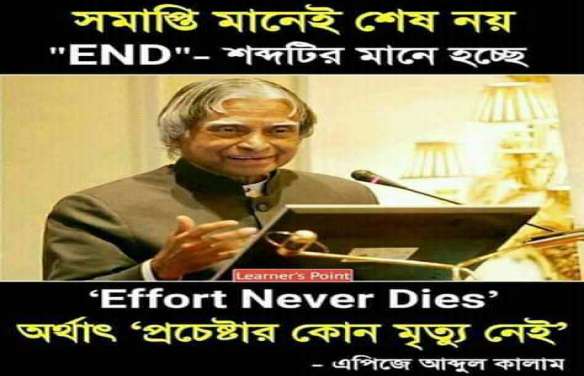 সমাপ্তি মানেই শেষ নয়
"END"- শব্দটির মানে হচ্ছে
Learner's Point
‘Effort Never Dies’
অর্থাৎ ‘প্রচেষ্টার কোন মৃত্যু নেই’
- এপিজে আব্দুল কালাম